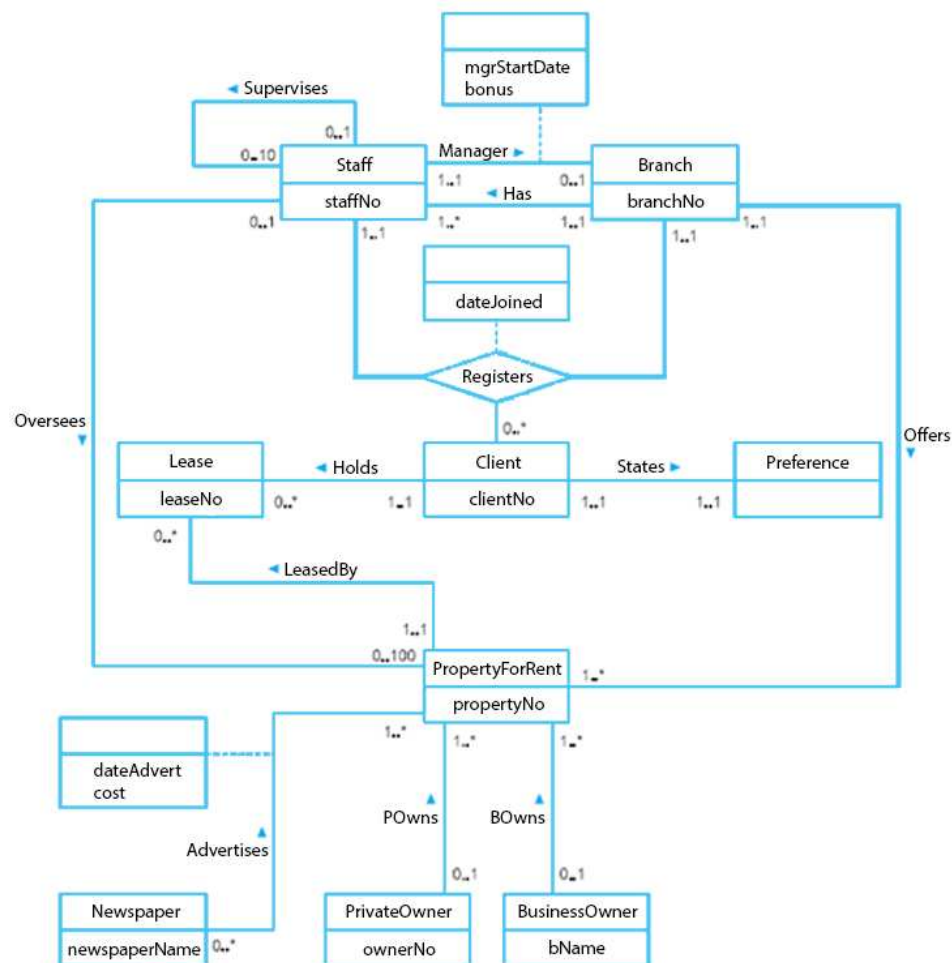 mgrStartDate
bonus
Supervises
0..1
0..10
Staff
Manager
Branch
1..1
0..1
staffNo
Has
branchNo
0..1
1..1
1..*
1..1
1..1
1..1
dateJoined
Registers
Oversees
0..*
Offers
Lease
Holds
Client
States
Preference
leaseNo
0..*
1..1
clientNo
1..1
1..1
0..*
LeasedBy
1..1
0..100
PropertyForRent
1..*
propertyNo
1..*
1..*
1..*
dateAdvert
cost
POwns
BOwns
Advertises
0..1
0..1
Newspaper
PrivateOwner
BusinessOwner
newspaperName
0..*
ownerNo
bName